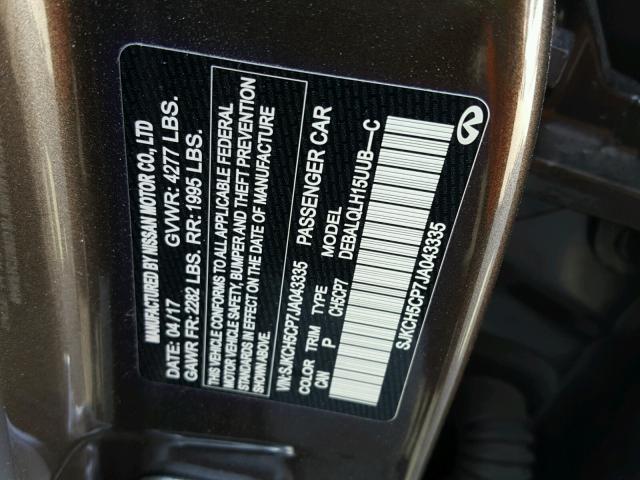 MANUFACTURED BY NISSAN MOTOR CO., LTD
DATE: 04/17 GVWR: 4277 LBS.
GAWR FR: 2282 LBS. RR: 1995 LBS.
THIS VEHICLE CONFORMS TO ALL APPLICABLE FEDERAL
MOTOR VEHICLE SAFETY, BUMPER AND THEFT PREVENTION
STANDARDS IN EFFECT ON THE DATE OF MANUFACTURE
SHOWN ABOVE.
VIN:SJKCH5CP7JA043335 PASSENGER CAR
COLOR TRIM TYPE MODEL
CIN P CH5CP7 DEBALQLH15UUB--C
SJKCH5CP7JA043335